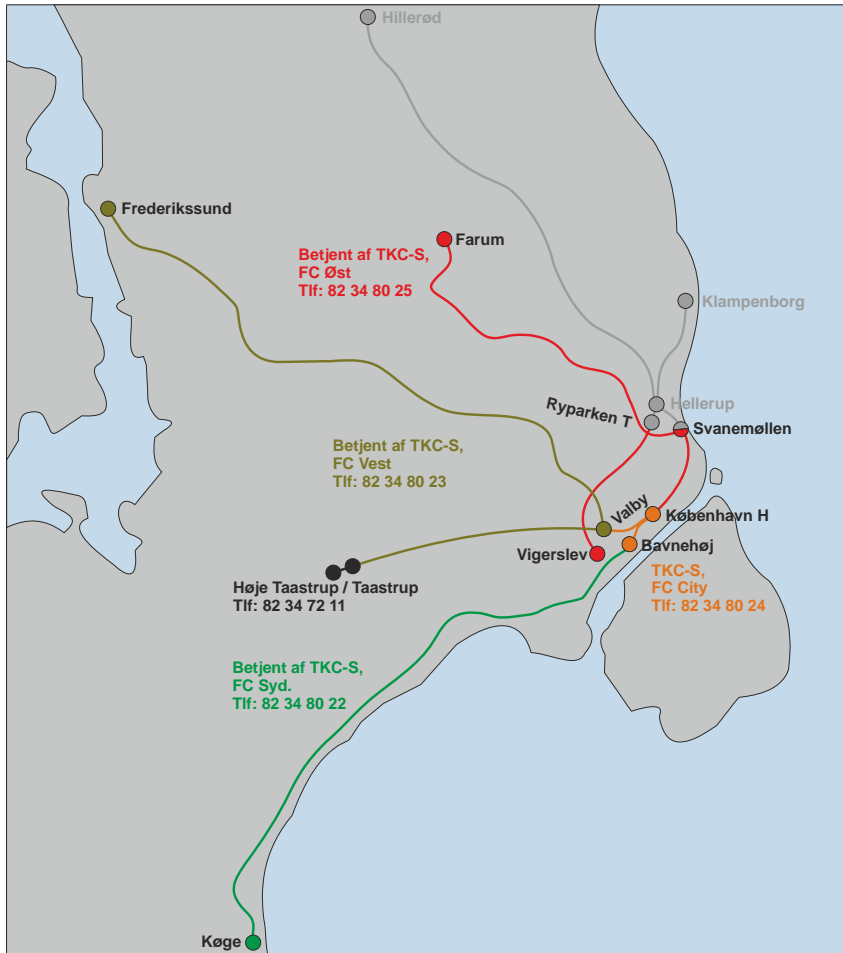 Hillerød
Frederikssund
Farum
Betjent af TKC-S,
FC Øst
Tlf: 82 34 80 25
Klampenborg
Hellerup
Ryparken T
Svanemøllen
Betjent af TKC-S,
FC Vest
Tlf: 82 34 80 23
Valby
København H
Bavnehøj
Vigerslev
TKC-S,
FC City
Tlf: 82 34 80 24
Høje Taastrup / Taastrup
Tlf: 82 34 72 11
Betjent af TKC-S,
FC Syd.
Tlf: 82 34 80 22
Køge